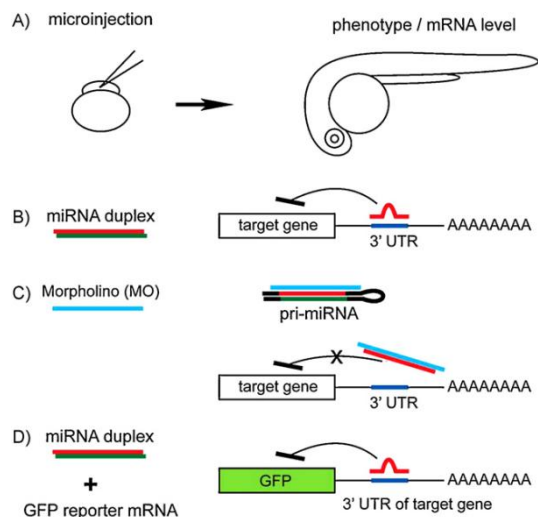 A) microinjection
phenotype / mRNA level
B) miRNA duplex
target gene
AAAAAAAA
3' UTR
C) Morpholino (MO)
pri-miRNA
X
target gene
AAAAAAAA
3' UTR
D) miRNA duplex
+
GFP reporter mRNA
GFP
AAAAAAAA
3' UTR of target gene